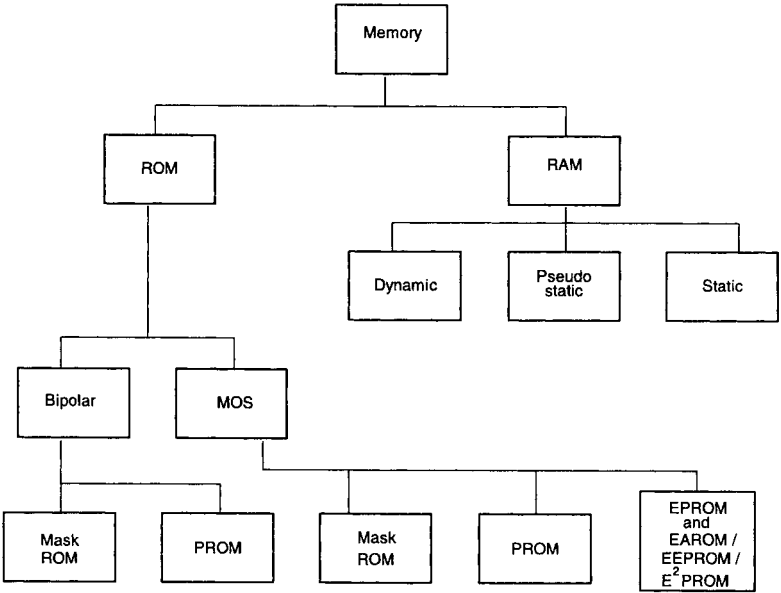 Memory
ROM
RAM
Dynamic
Pseudo
static
Static
Bipolar
MOS
Mask
ROM
PROM
Mask
ROM
PROM
EPROM
and
EAROM /
EEPROM /
E²PROM